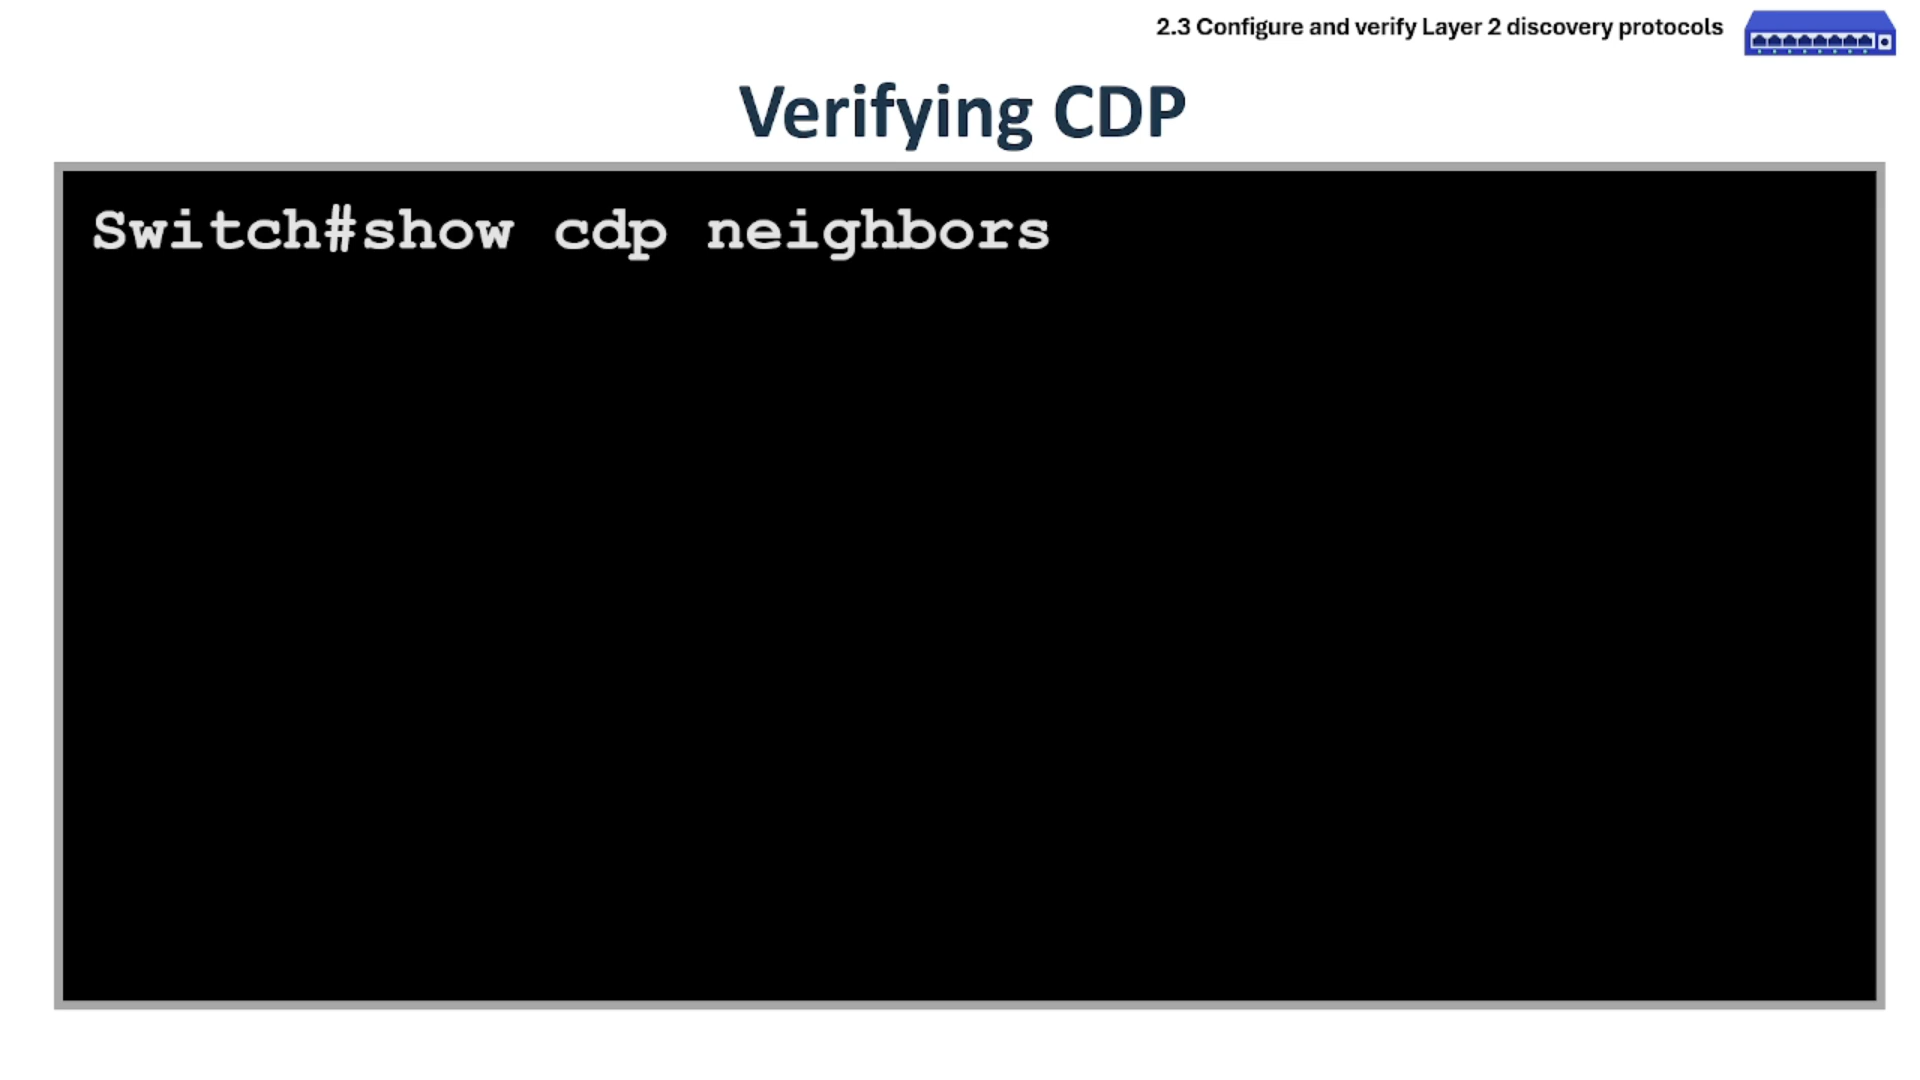 2.3 Configure and verify Layer 2 discovery protocols
Verifying CDP
Switch#show cdp neighbors